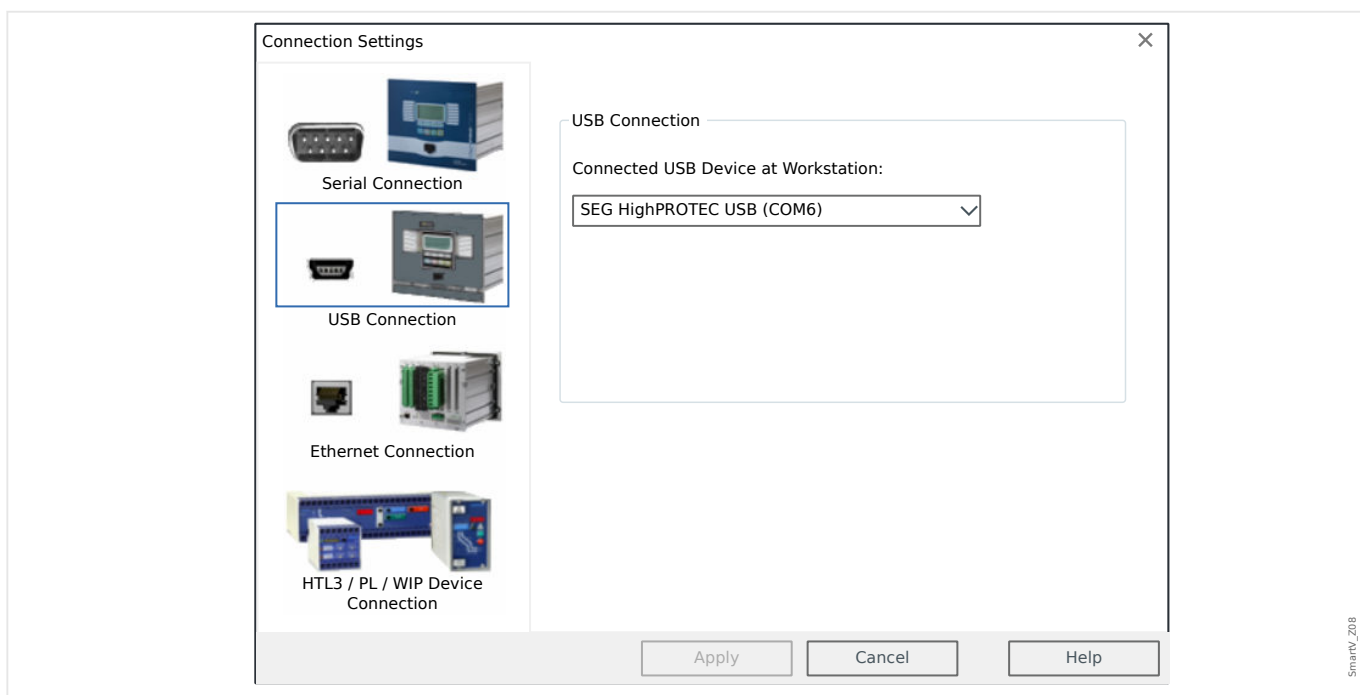 Connection Settings
Serial Connection
USB Connection
Ethernet Connection
HTL3 / PL / WIP Device
Connection
USB Connection
Connected USB Device at Workstation:
SEG HighPROTEC USB (COM6)
Apply
Cancel
Help
SmartV_Z08